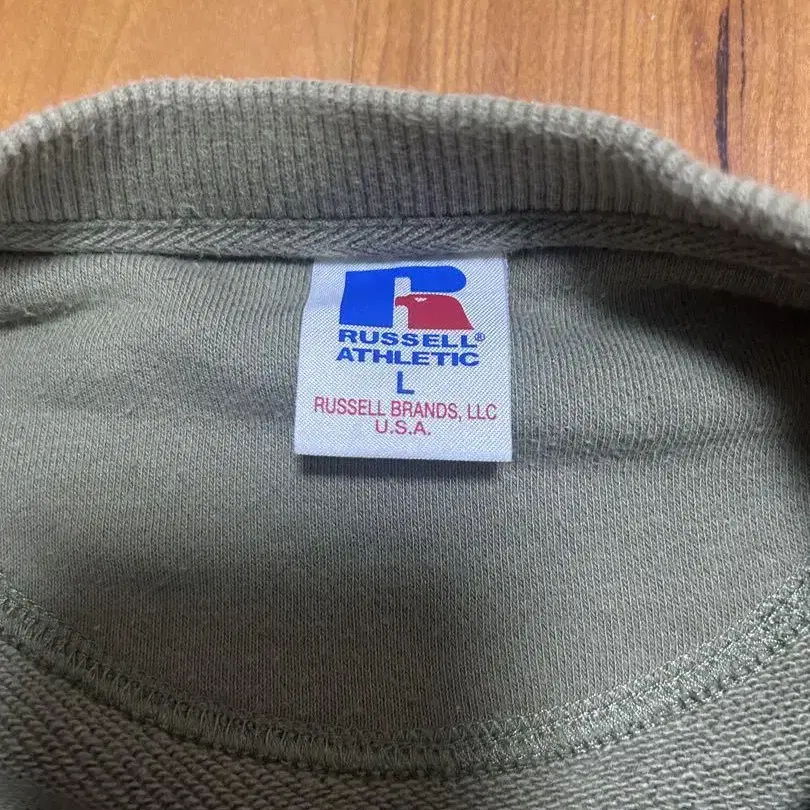 RUSSELL®
ATHLETIC
L
RUSSELL BRANDS, LLC
U.S.A.